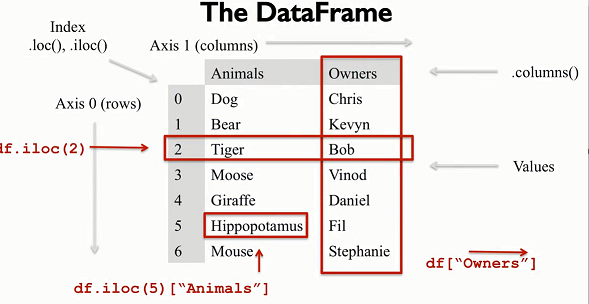 The DataFrame
Index
.loc(), .iloc()
Axis 1 (columns)
Animals Owners
.columns()
Axis 0 (rows)
0 Dog Chris
1 Bear Kevyn
df.iloc(2)
2 Tiger Bob
Values
3 Moose Vinod
4 Giraffe Daniel
5 Hippopotamus Fil
6 Mouse Stephanie
df["Owners"]
df.iloc(5)["Animals"]